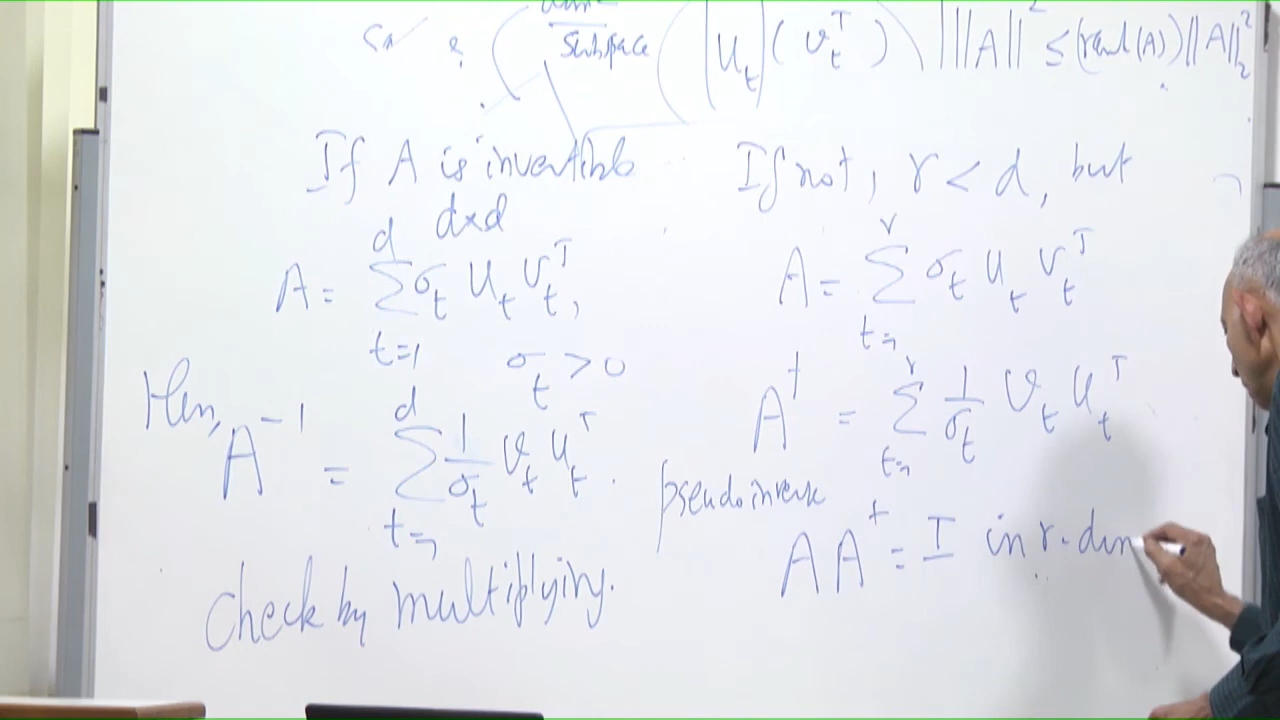 Subspace (U_t)(v_t^T) |||A||^2 ≤ (rank(A)) ||A||_2^2
If A is invertible
d×d
A = Σ_{t=1}^{d} σ_t u_t v_t^T,
σ_t > 0
Then, A^{-1} = Σ_{t=1}^{d} 1/σ_t v_t u_t^T.
Check by multiplying.
If not, r < d, but
A = Σ_{t=1}^{r} σ_t u_t v_t^T
A^† = Σ_{t=1}^{r} 1/σ_t v_t u_t^T
pseudo inverse
A A^+ = I in r-dim